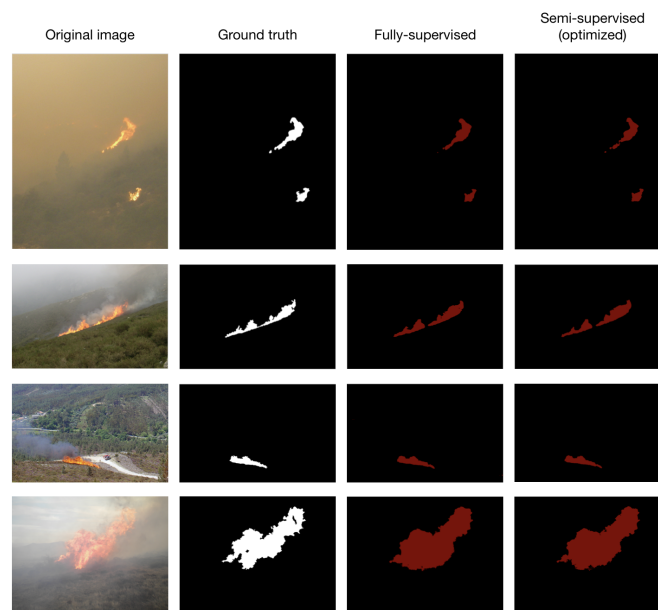 Original image
Ground truth
Fully-supervised
Semi-supervised
(optimized)